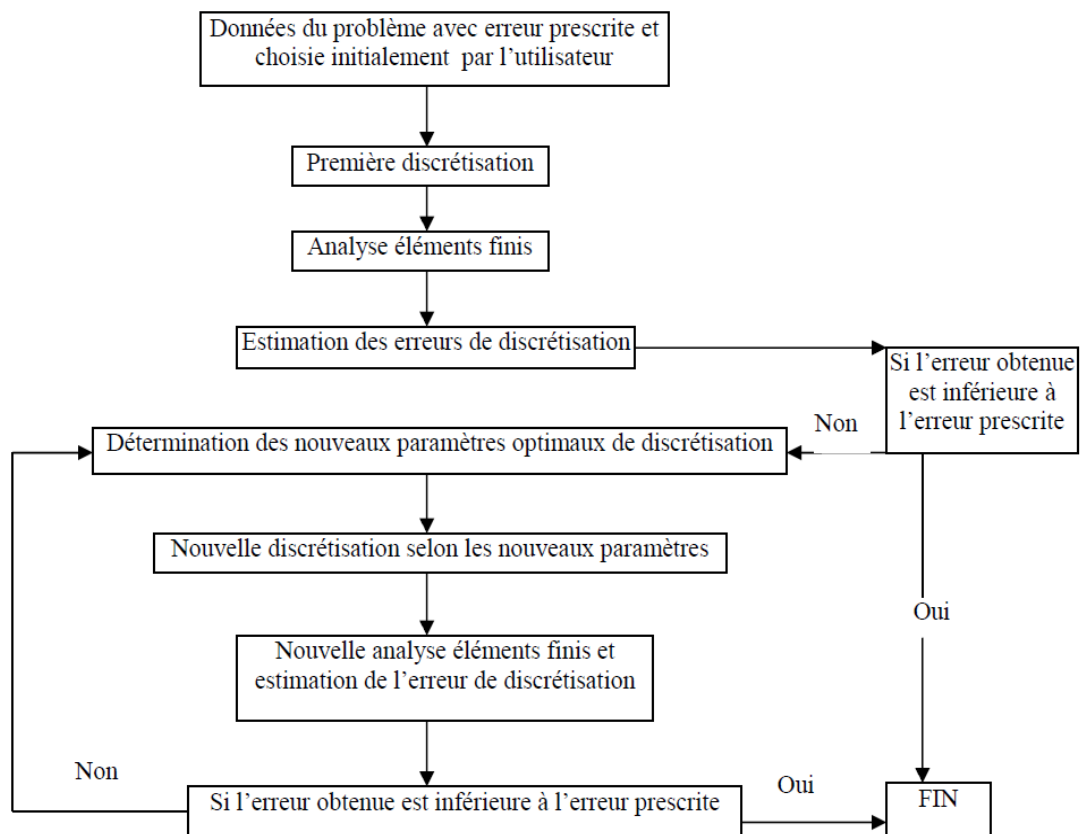 Données du problème avec erreur prescrite et
choisie initialement par l’utilisateur
Première discrétisation
Analyse éléments finis
Estimation des erreurs de discrétisation
Si l’erreur obtenue
est inférieure à
l’erreur prescrite
Non
Détermination des nouveaux paramètres optimaux de discrétisation
Nouvelle discrétisation selon les nouveaux paramètres
Oui
Nouvelle analyse éléments finis et
estimation de l’erreur de discrétisation
Non
Si l’erreur obtenue est inférieure à l’erreur prescrite
Oui
FIN